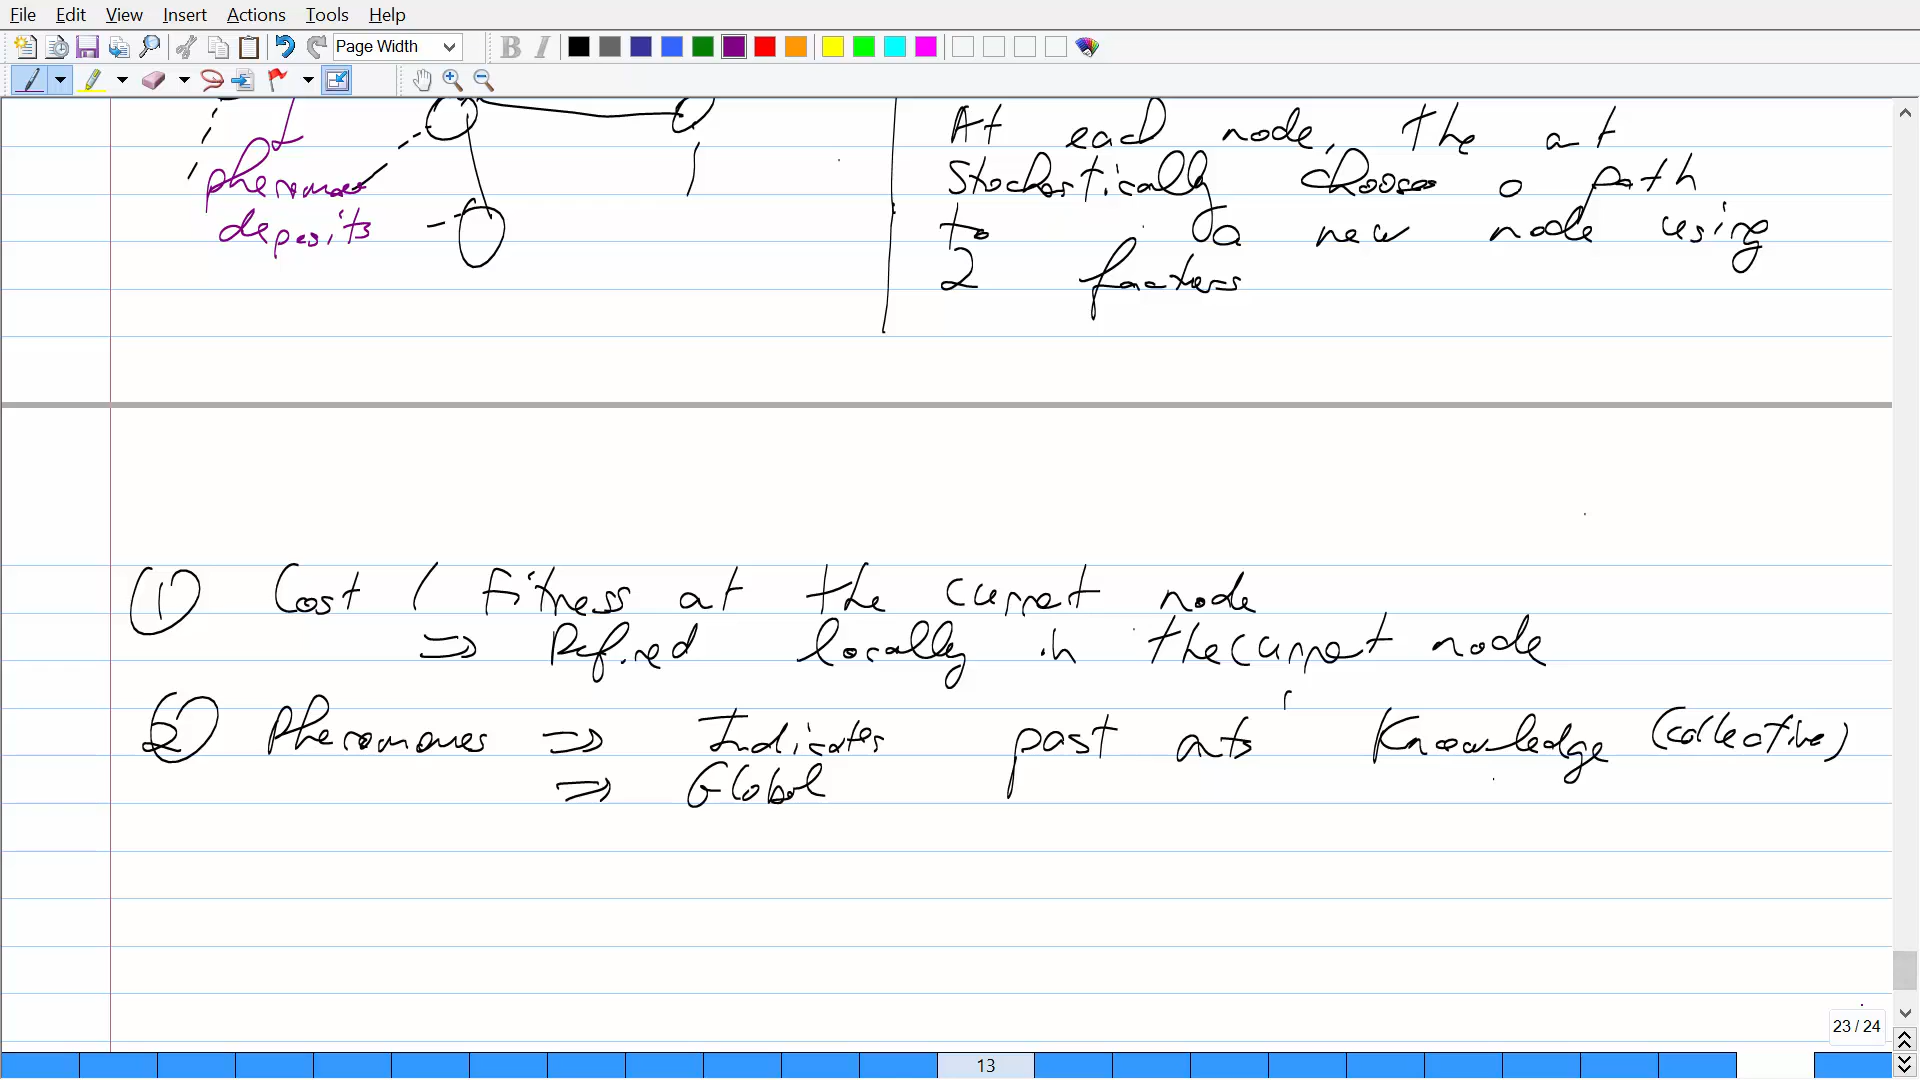 File Edit View Insert Actions Tools Help
Page Width
B I
pheromone
deposits
At each node, the ant
stochastically chooses a path
to a new node using
2 factors
① Cost / Fitness at the current node
⇒ Defined locally in the current node
② Pheromones ⇒ Indicates past ants' Knowledge (collective)
⇒ Global
23 / 24
13